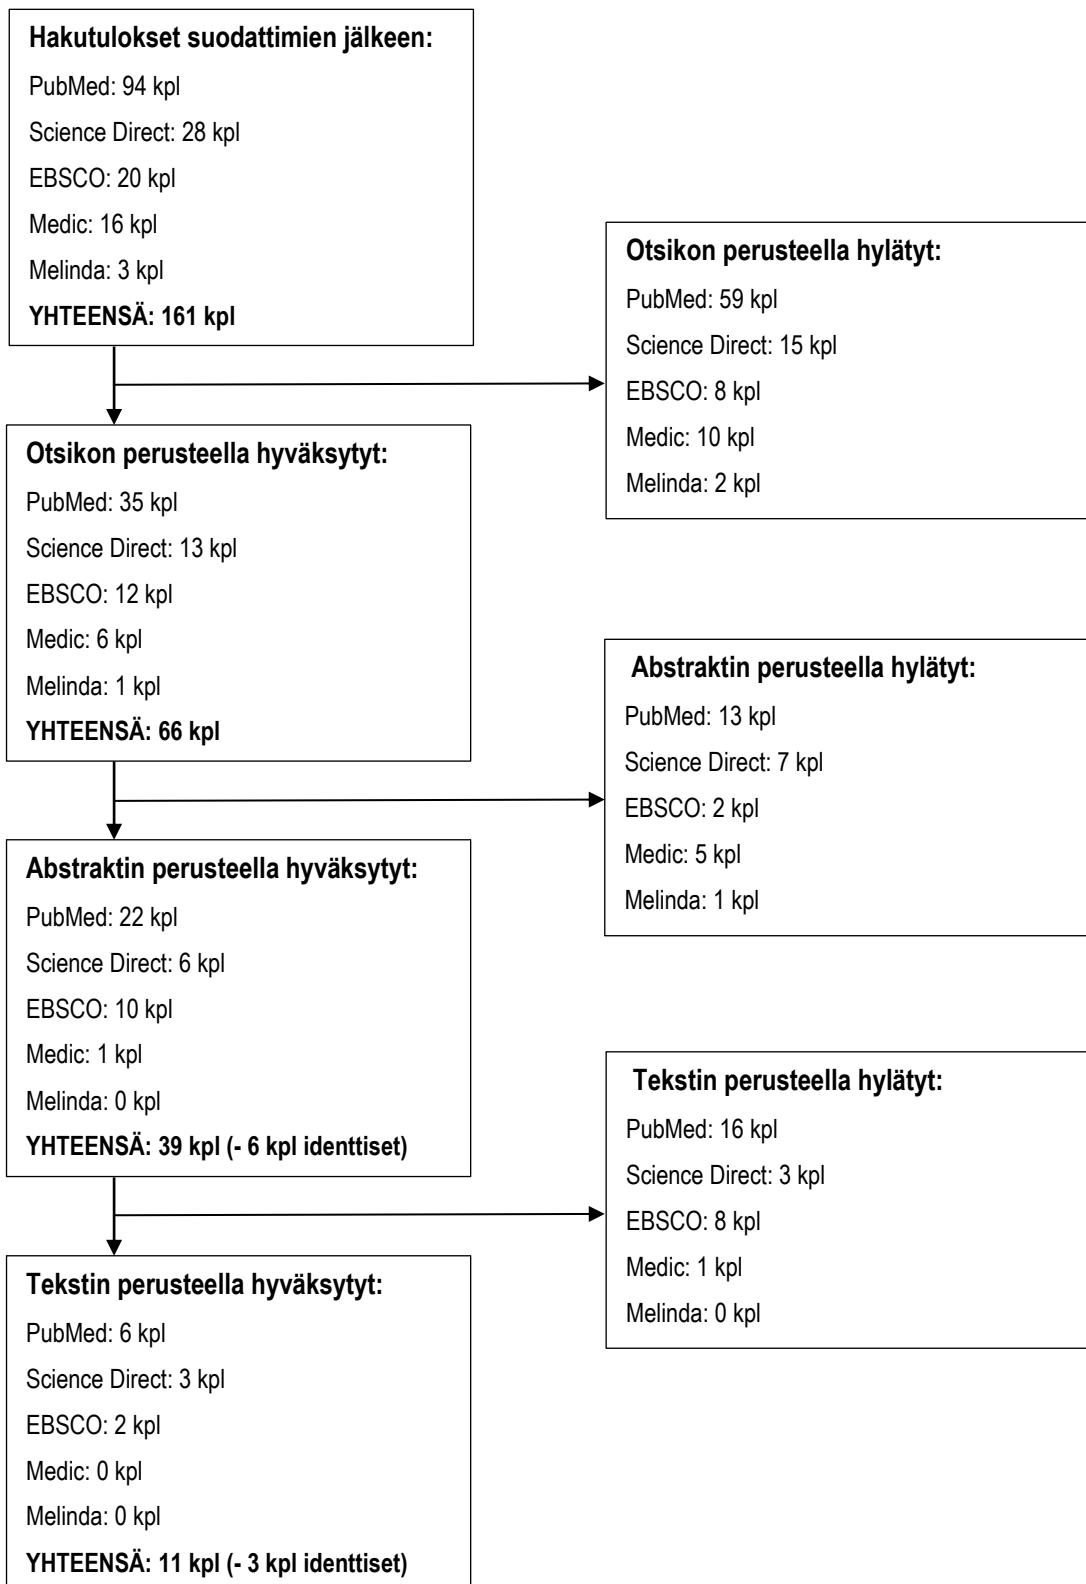 Hakutulokset suodattimien jälkeen:
PubMed: 94 kpl
Science Direct: 28 kpl
EBSCO: 20 kpl
Medic: 16 kpl
Melinda: 3 kpl
YHTEENSÄ: 161 kpl
Otsikon perusteella hylätyt:
PubMed: 59 kpl
Science Direct: 15 kpl
EBSCO: 8 kpl
Medic: 10 kpl
Melinda: 2 kpl
Otsikon perusteella hyväksytyt:
PubMed: 35 kpl
Science Direct: 13 kpl
EBSCO: 12 kpl
Medic: 6 kpl
Melinda: 1 kpl
YHTEENSÄ: 66 kpl
Abstraktin perusteella hylätyt:
PubMed: 13 kpl
Science Direct: 7 kpl
EBSCO: 2 kpl
Medic: 5 kpl
Melinda: 1 kpl
Abstraktin perusteella hyväksytyt:
PubMed: 22 kpl
Science Direct: 6 kpl
EBSCO: 10 kpl
Medic: 1 kpl
Melinda: 0 kpl
YHTEENSÄ: 39 kpl (- 6 kpl identtiset)
Tekstin perusteella hylätyt:
PubMed: 16 kpl
Science Direct: 3 kpl
EBSCO: 8 kpl
Medic: 1 kpl
Melinda: 0 kpl
Tekstin perusteella hyväksytyt:
PubMed: 6 kpl
Science Direct: 3 kpl
EBSCO: 2 kpl
Medic: 0 kpl
Melinda: 0 kpl
YHTEENSÄ: 11 kpl (- 3 kpl identtiset)